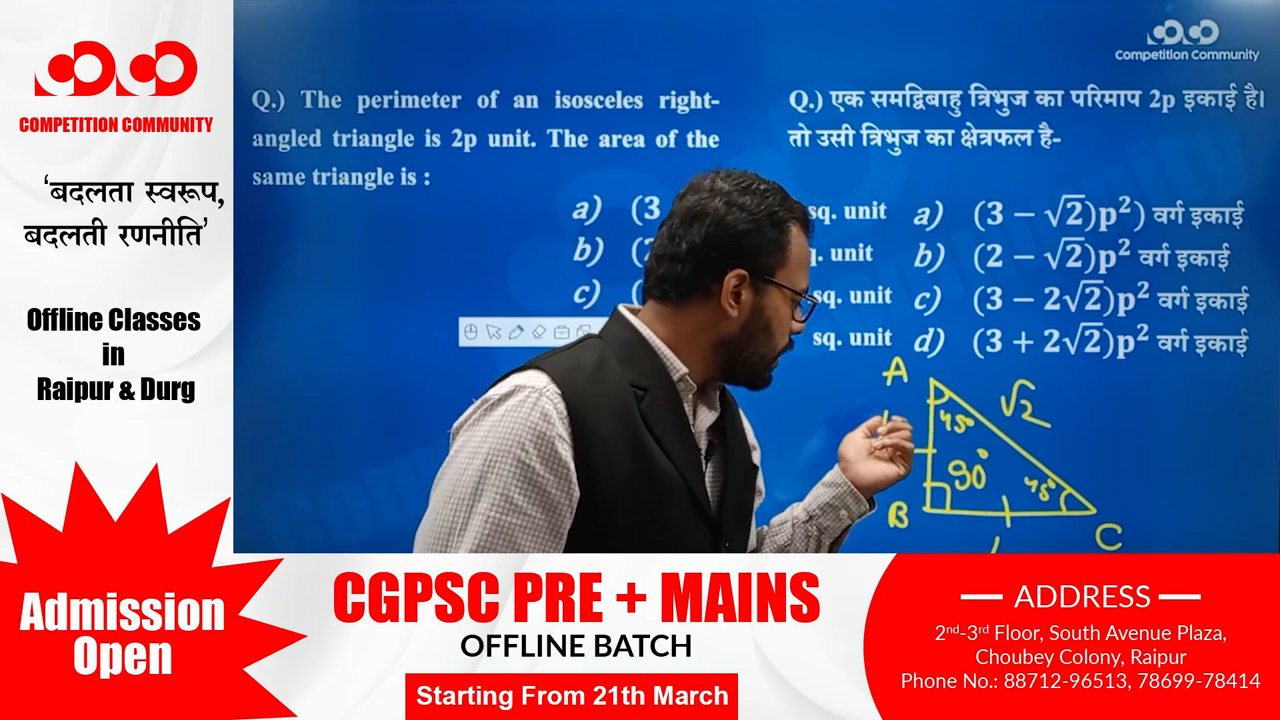 COMPETITION COMMUNITY
‘बदलता स्वरूप,
बदलती रणनीति’
Offline Classes
in
Raipur & Durg
Admission
Open
Competition Community
Q.) The perimeter of an isosceles right-
angled triangle is 2p unit. The area of the
same triangle is :
a) (3 sq. unit
b) unit
c) sq. unit
sq. unit
Q.) एक समद्विबाहु त्रिभुज का परिमाप 2p इकाई है।
तो उसी त्रिभुज का क्षेत्रफल है-
a) (3 − √2)p²) वर्ग इकाई
b) (2 − √2)p² वर्ग इकाई
c) (3 − 2√2)p² वर्ग इकाई
d) (3 + 2√2)p² वर्ग इकाई
A
√2
45°
90°
45°
B
C
CGPSC PRE + MAINS
OFFLINE BATCH
Starting From 21th March
ADDRESS
2nd-3rd Floor, South Avenue Plaza,
Choubey Colony, Raipur
Phone No.: 88712-96513, 78699-78414